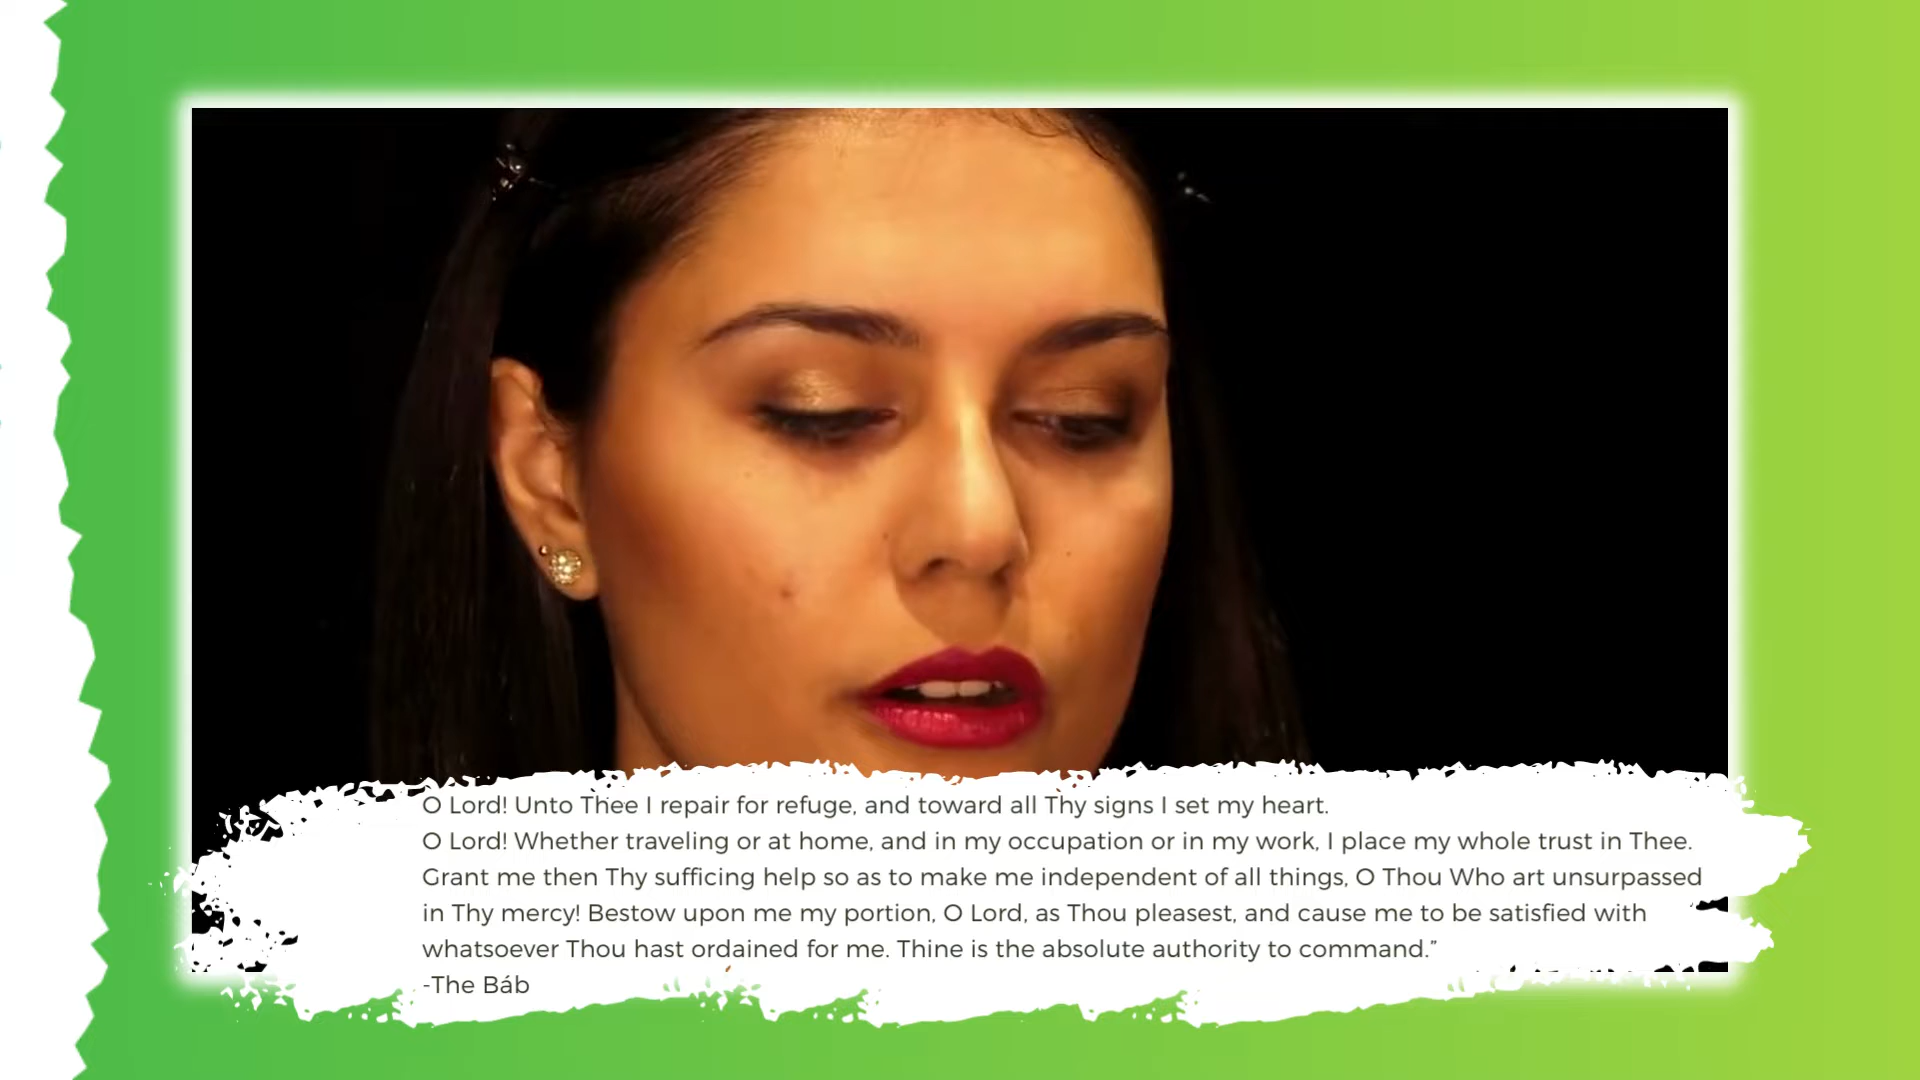 O Lord! Unto Thee I repair for refuge, and toward all Thy signs I set my heart.
O Lord! Whether traveling or at home, and in my occupation or in my work, I place my whole trust in Thee.
Grant me then Thy sufficing help so as to make me independent of all things, O Thou Who art unsurpassed
in Thy mercy! Bestow upon me my portion, O Lord, as Thou pleasest, and cause me to be satisfied with
whatsoever Thou hast ordained for me. Thine is the absolute authority to command.”
-The Báb